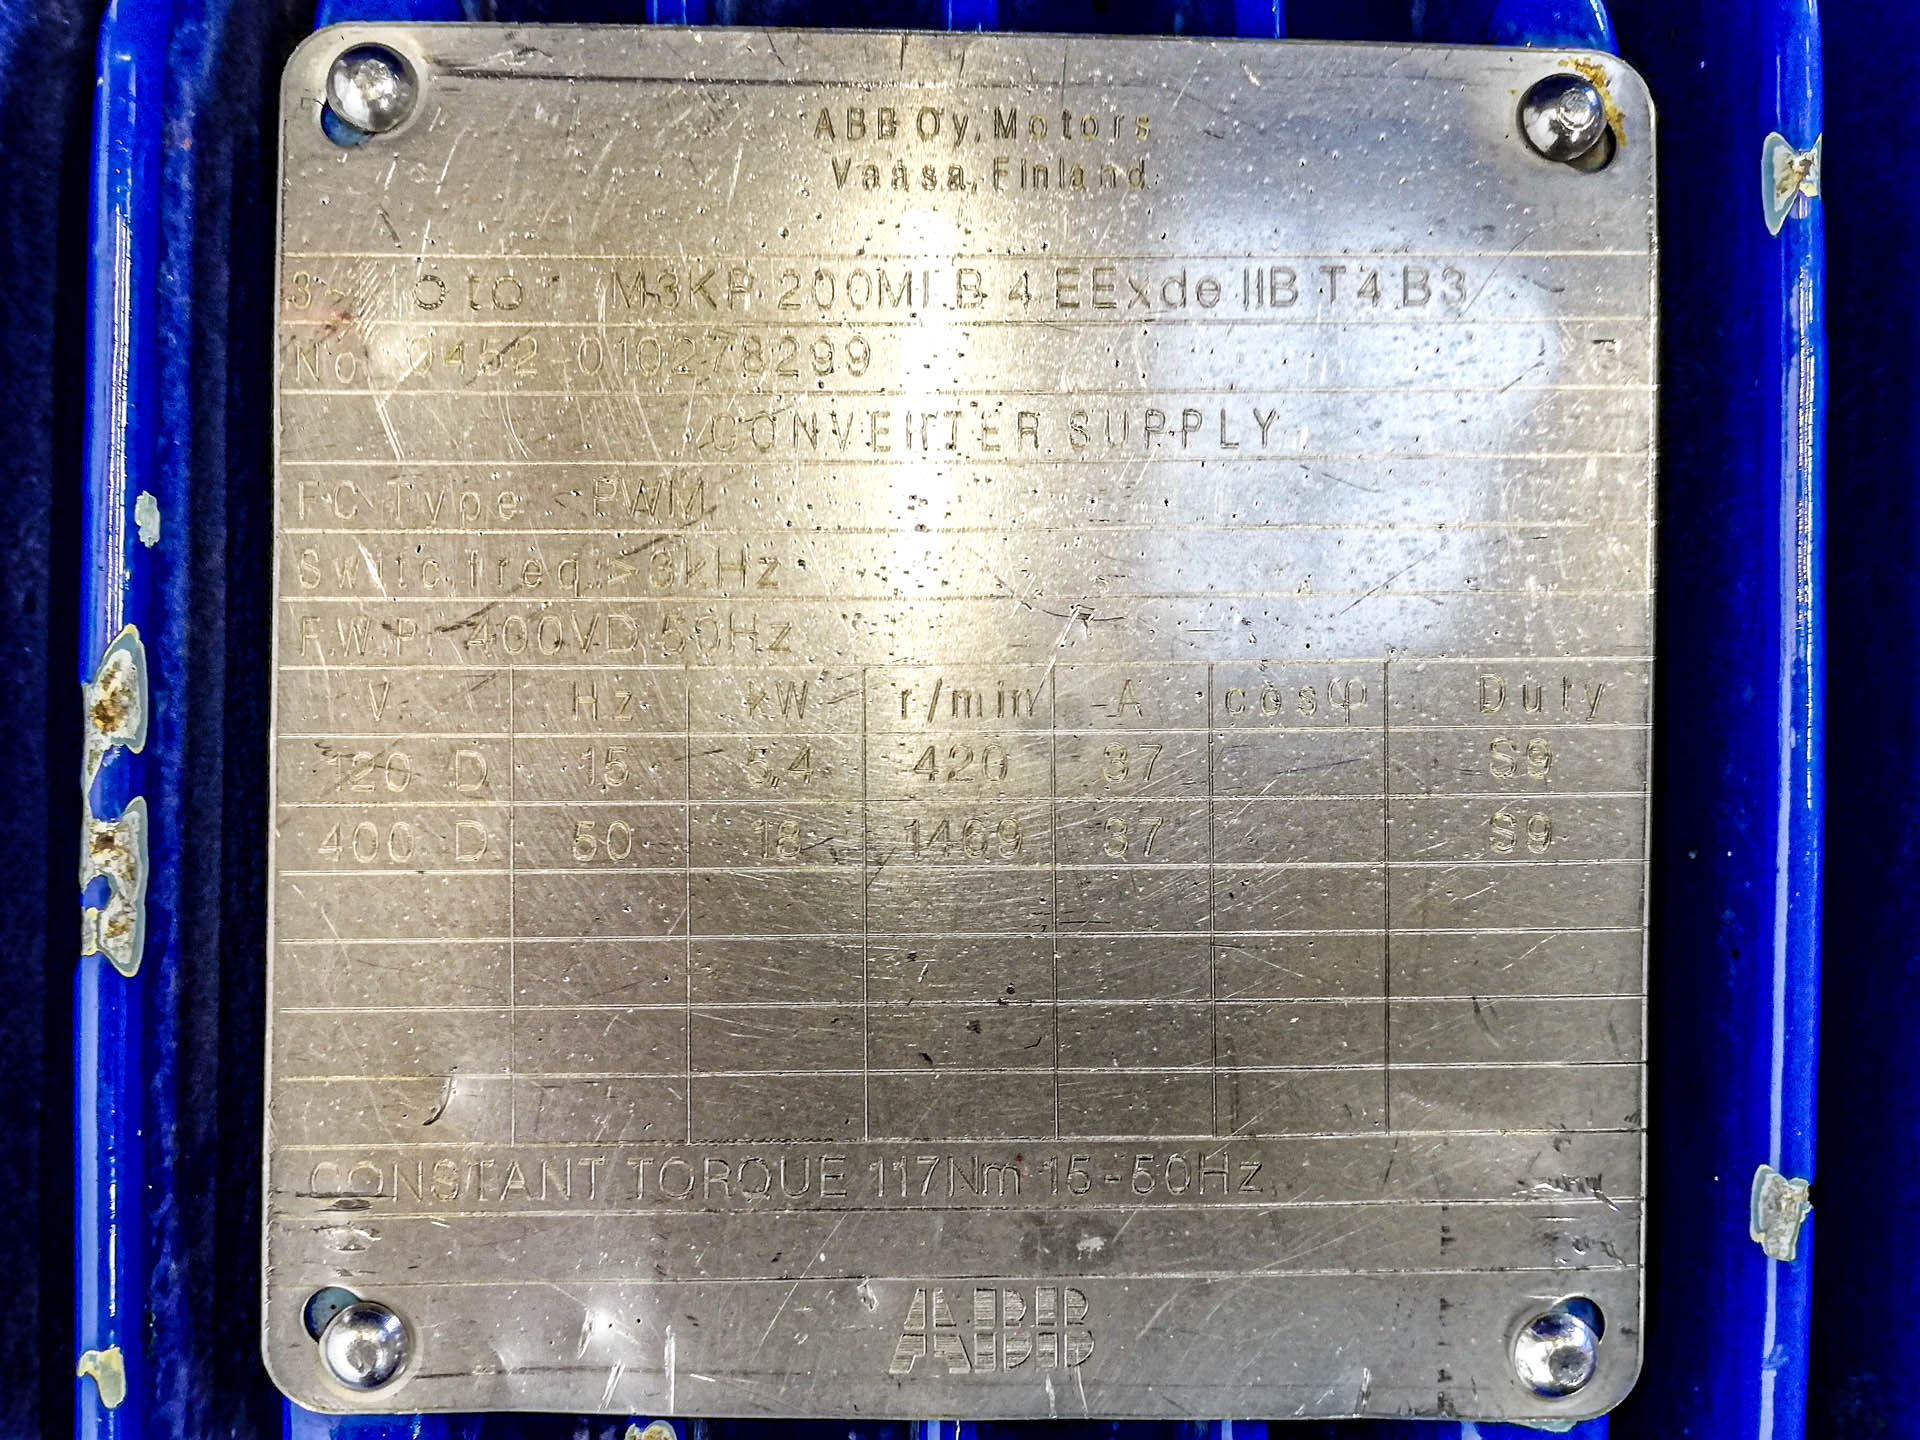 ABB Oy, Motors
Vaasa, Finland
3~Motor M3KP 200MLB 4 EExde IIB T4 B3
No 0452 010278299
CONVERTER SUPPLY
FC Type PWM
Switc.freq.>3kHz
F.W.P. 400VD 50Hz
V Hz kW r/min A cosφ Duty
120 D 15 5,4 37 S9
400 D 50 18 1469 37 S9
CONSTANT TORQUE 117Nm 15-50Hz
ABB